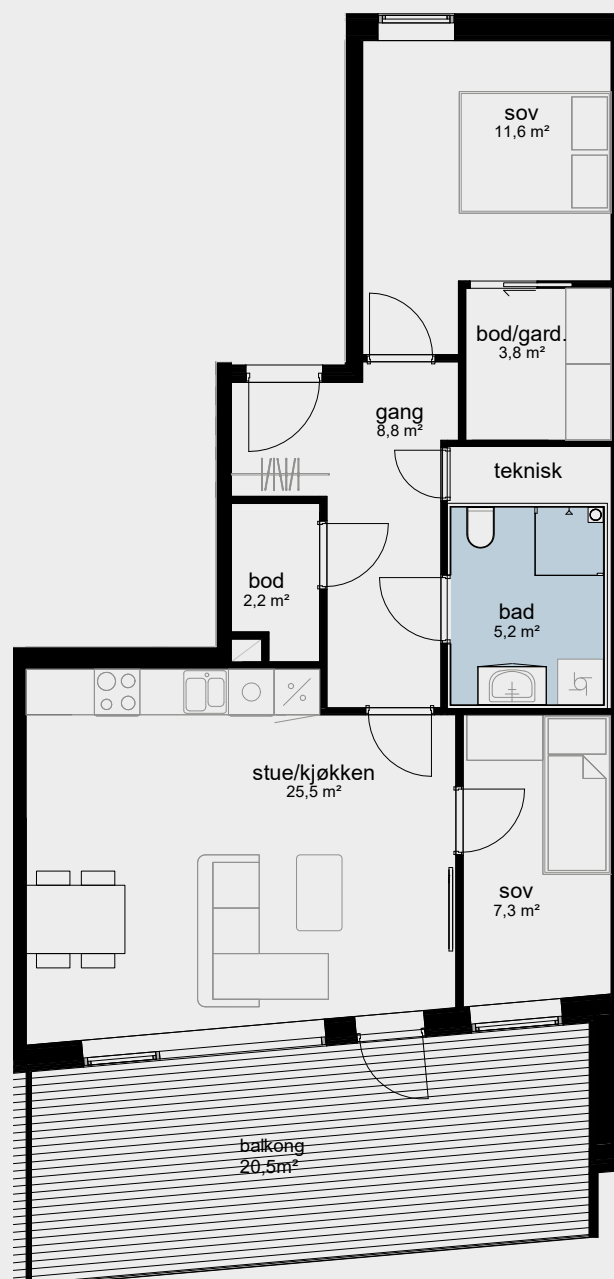 sov
11,6 m²
bod/gard.
3,8 m²
gang
8,8 m²
teknisk
bod
2,2 m²
bad
5,2 m²
stue/kjøkken
25,5 m²
sov
7,3 m²
balkong
20,5m²